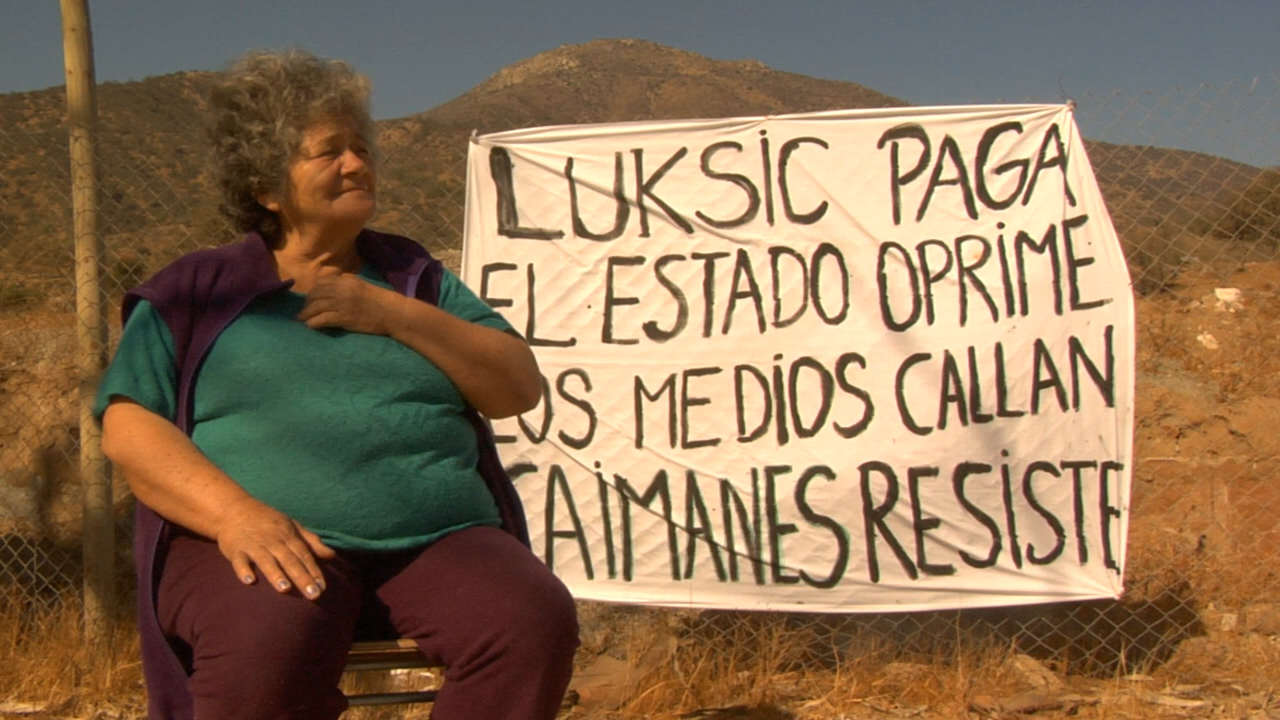 LUKSiC PAGA
EL ESTADO OPRiME
LOS MEDiOS CALLAN
CAiMANES RESiSTE